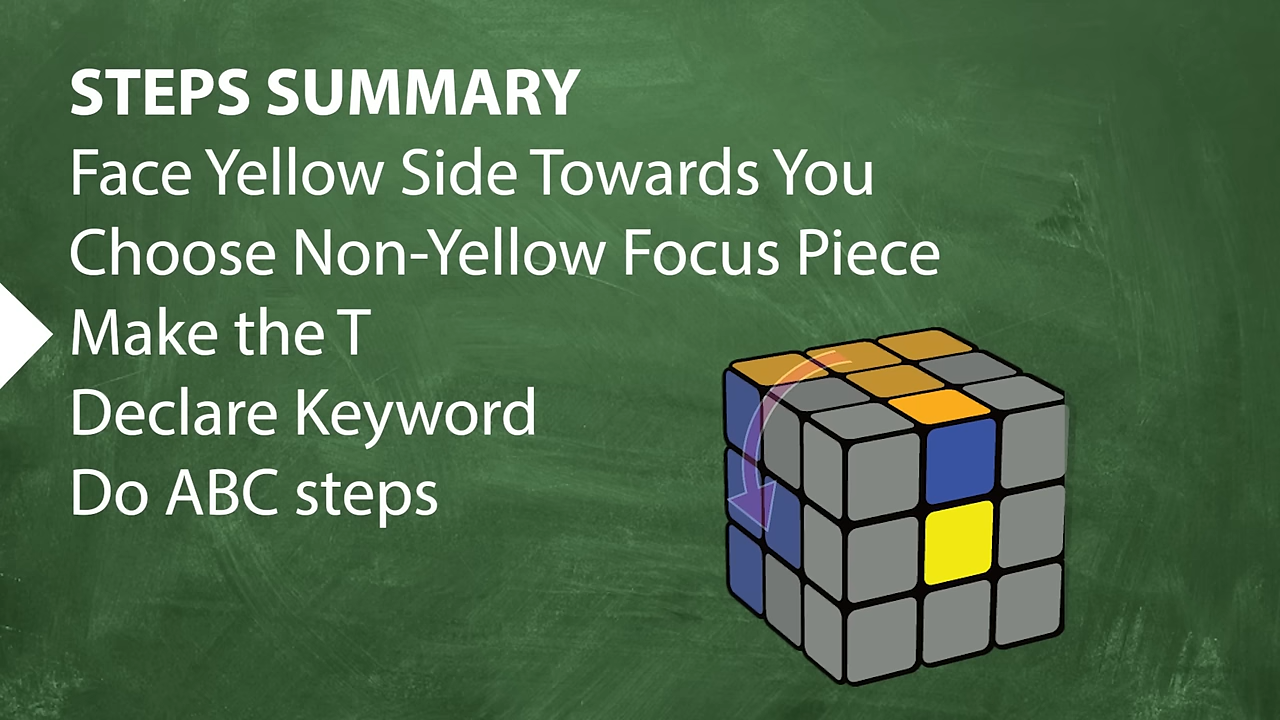 STEPS SUMMARY
Face Yellow Side Towards You
Choose Non-Yellow Focus Piece
Make the T
Declare Keyword
Do ABC steps